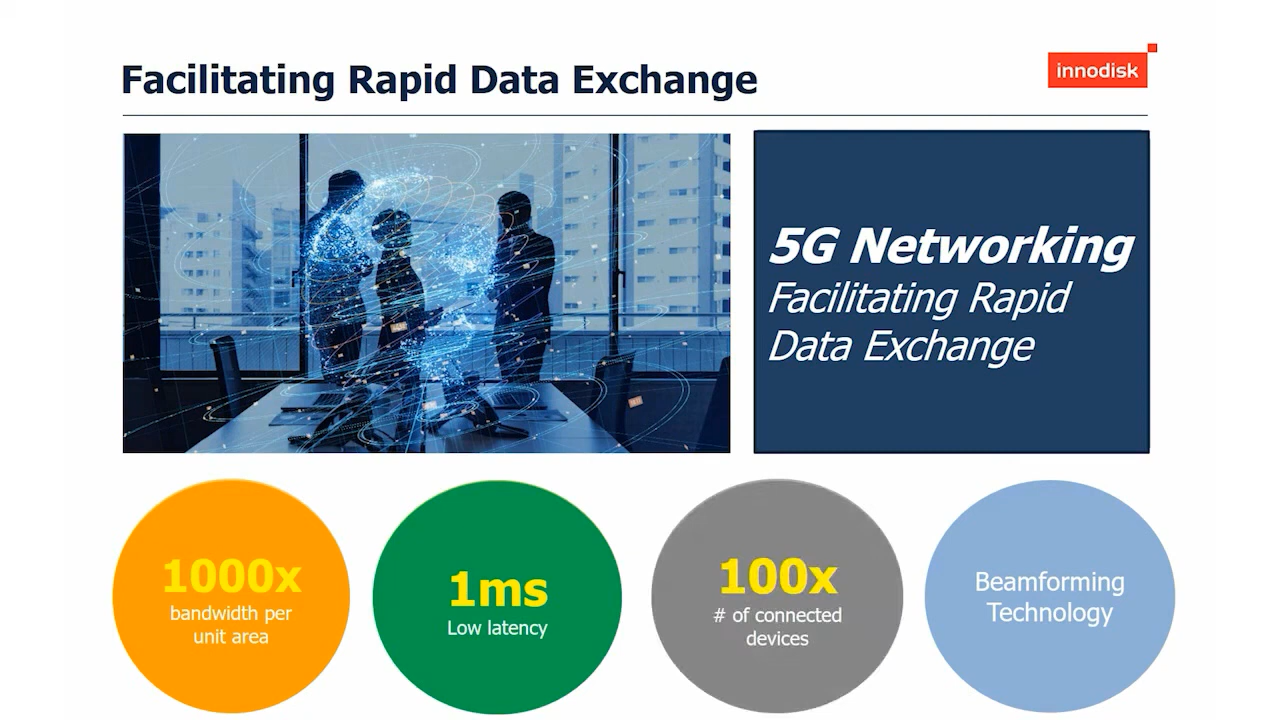 Facilitating Rapid Data Exchange
innodisk
5G Networking
Facilitating Rapid
Data Exchange
1000x
bandwidth per
unit area
1ms
Low latency
100x
# of connected
devices
Beamforming
Technology